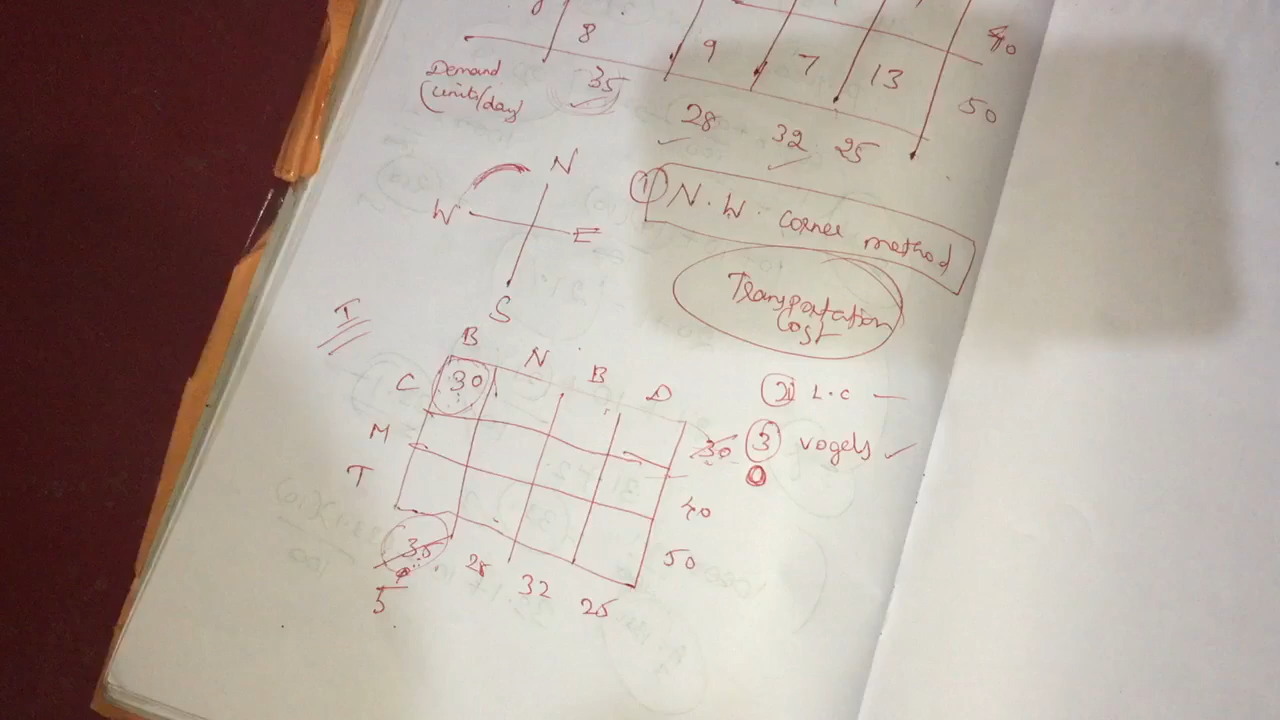 8 9 7 13 40
50
Demand 35 28 32 25
(units/day)
N
W E
S
① N.W. corner method
Transportation
Cost
I
B N B D
C 30 30
M 40
T 50
35 28 32 25
5
② L.C —
③ Vogels ✓
0